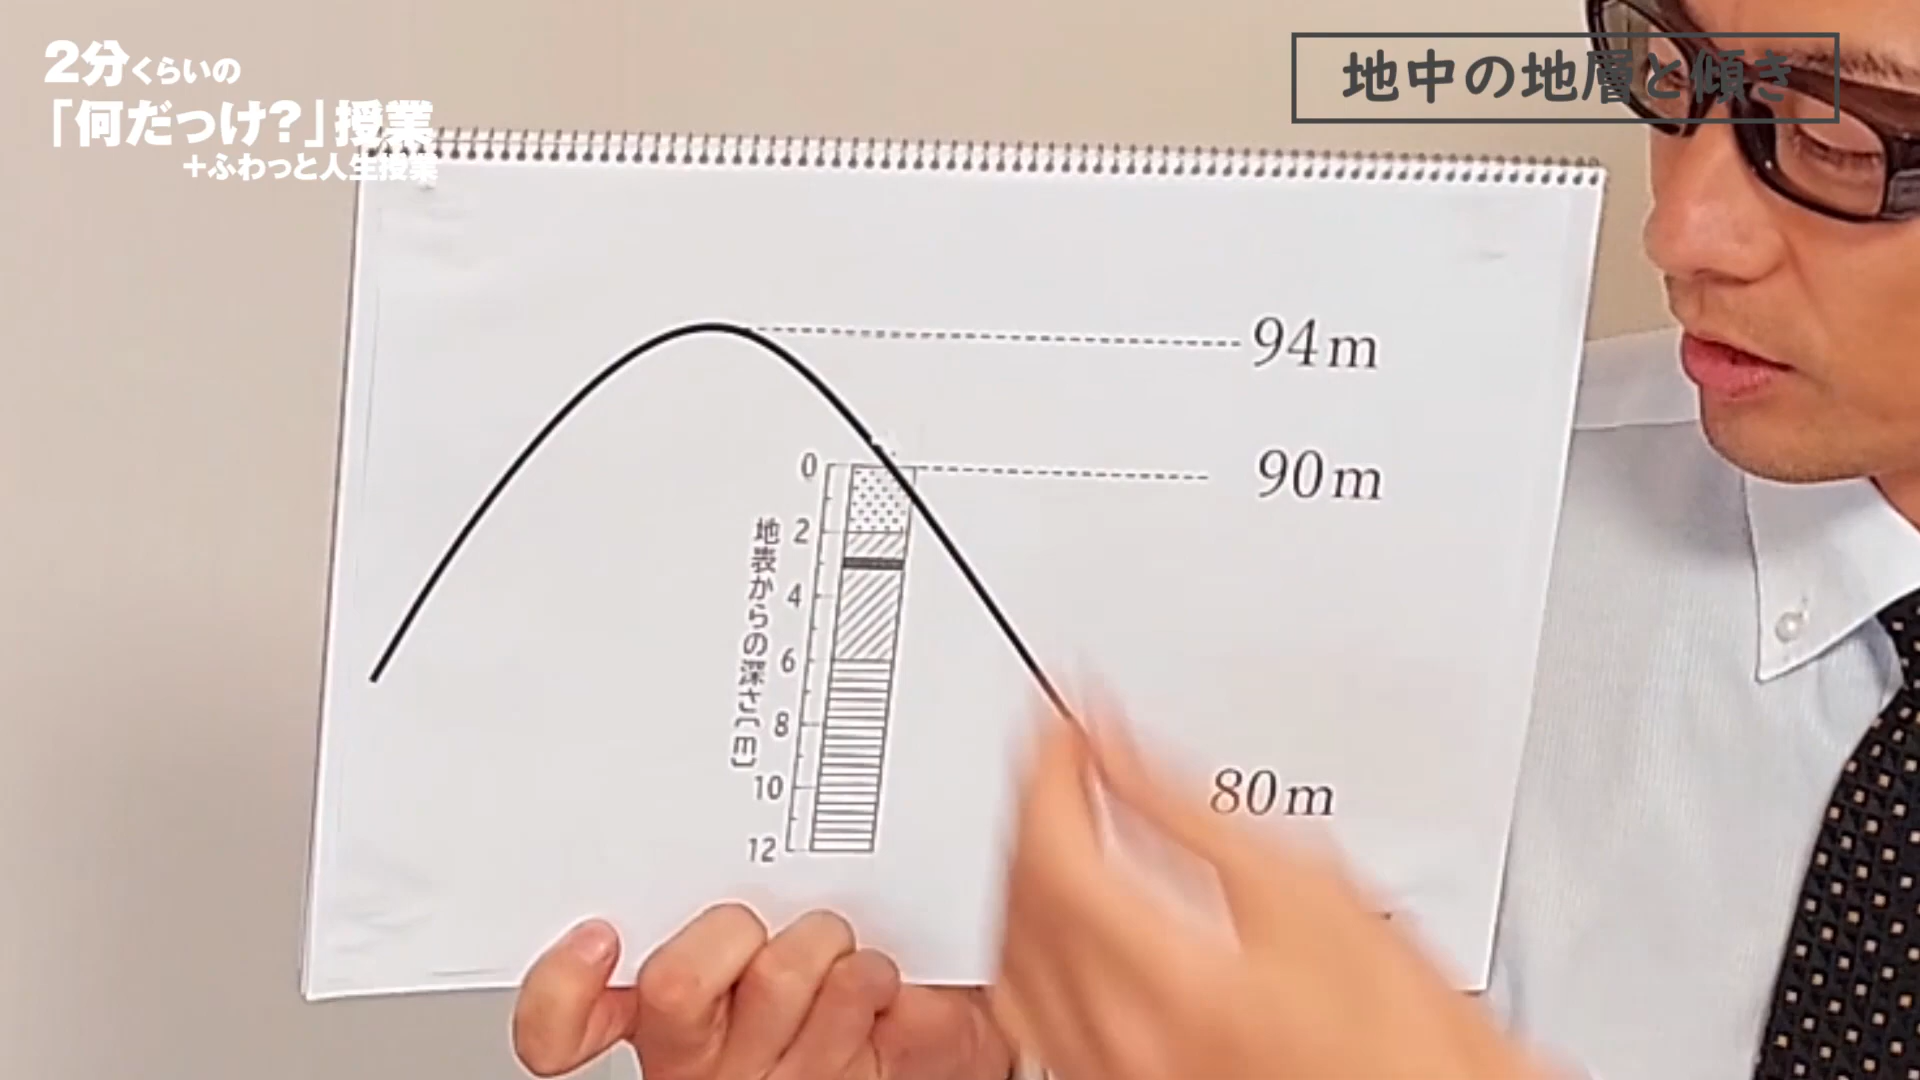 2分くらいの
「何だっけ?」授業
+ふわっと人生授業
地中の地層と傾き
94m
90m
80m
地表からの深さ〔m〕
0
2
4
6
8
10
12